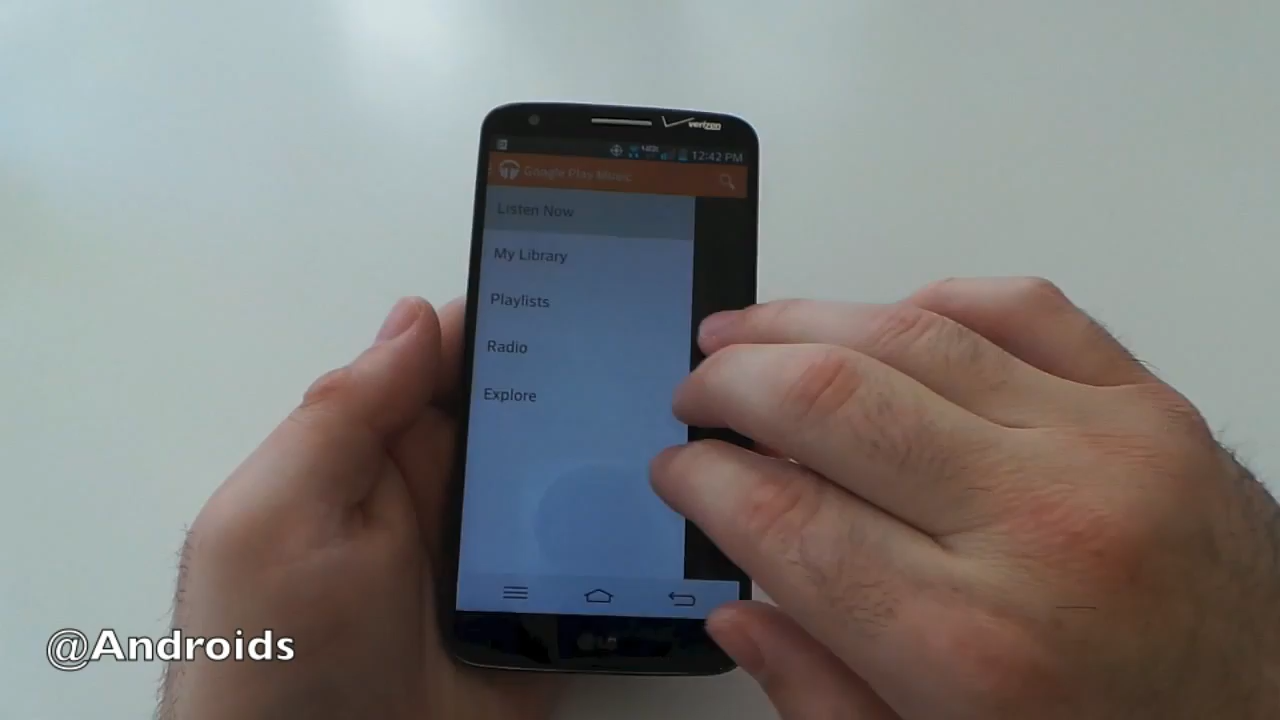 verizon
12:42 PM
Google Play Music
Listen Now
My Library
Playlists
Radio
Explore
LG
@Androids